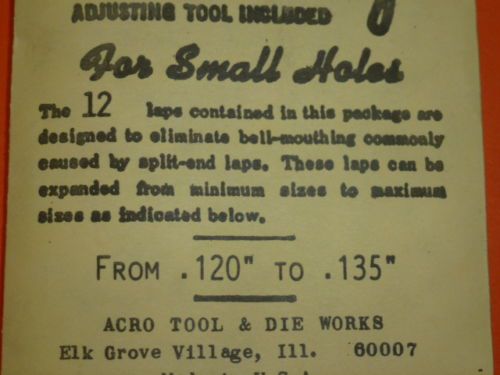 ADJUSTING TOOL INCLUDED
For Small Holes
The 12 laps contained in this package are
designed to eliminate bell-mouthing commonly
caused by split-end laps. These laps can be
expanded from minimum sizes to maximum
sizes as indicated below.
FROM .120" TO .135"
ACRO TOOL & DIE WORKS
Elk Grove Village, Ill. 60007